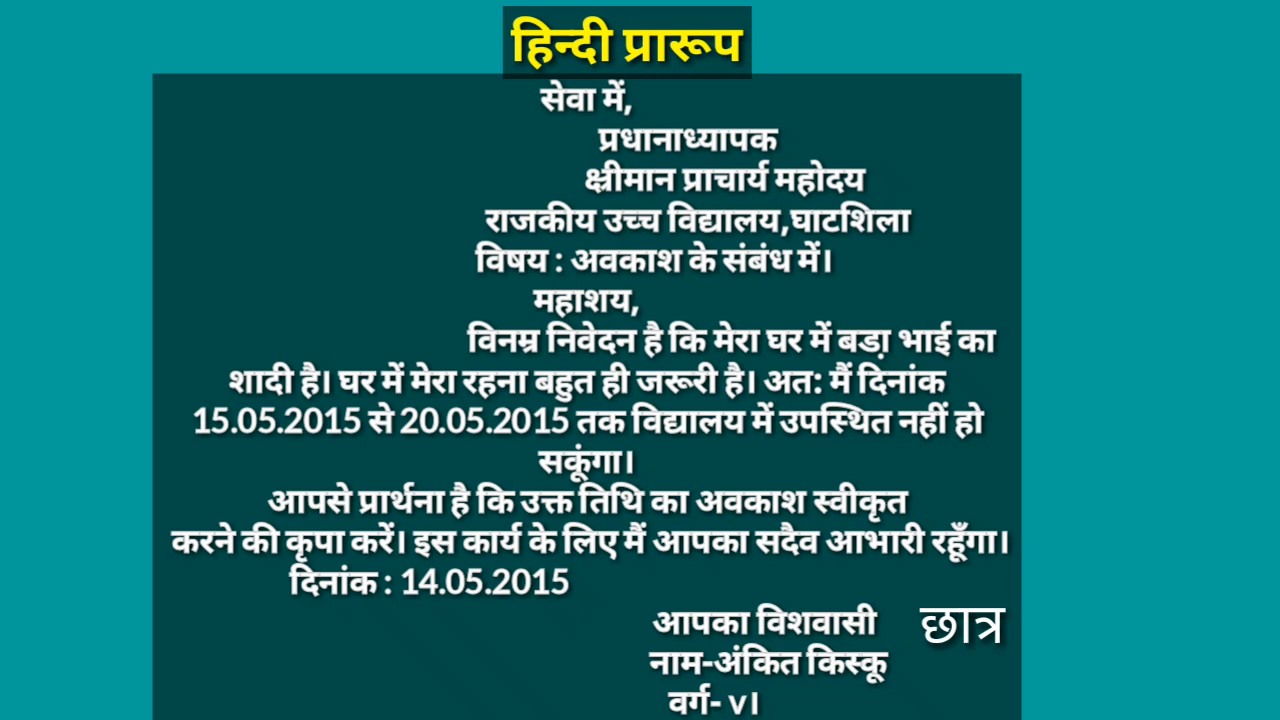 हिन्दी प्रारूप
सेवा में,
प्रधानाध्यापक
श्रीमान प्राचार्य महोदय
राजकीय उच्च विद्यालय,घाटशिला
विषय : अवकाश के संबंध में।
महाशय,
विनम्र निवेदन है कि मेरा घर में बडा़ भाई का
शादी है। घर में मेरा रहना बहुत ही जरूरी है। अत: मैं दिनांक
15.05.2015 से 20.05.2015 तक विद्यालय में उपस्थित नहीं हो
सकूंगा।
आपसे प्रार्थना है कि उक्त तिथि का अवकाश स्वीकृत
करने की कृपा करें। इस कार्य के लिए मैं आपका सदैव आभारी रहूँगा।
दिनांक : 14.05.2015
आपका विशवासी छात्र
नाम-अंकित किस्कू
वर्ग- v।